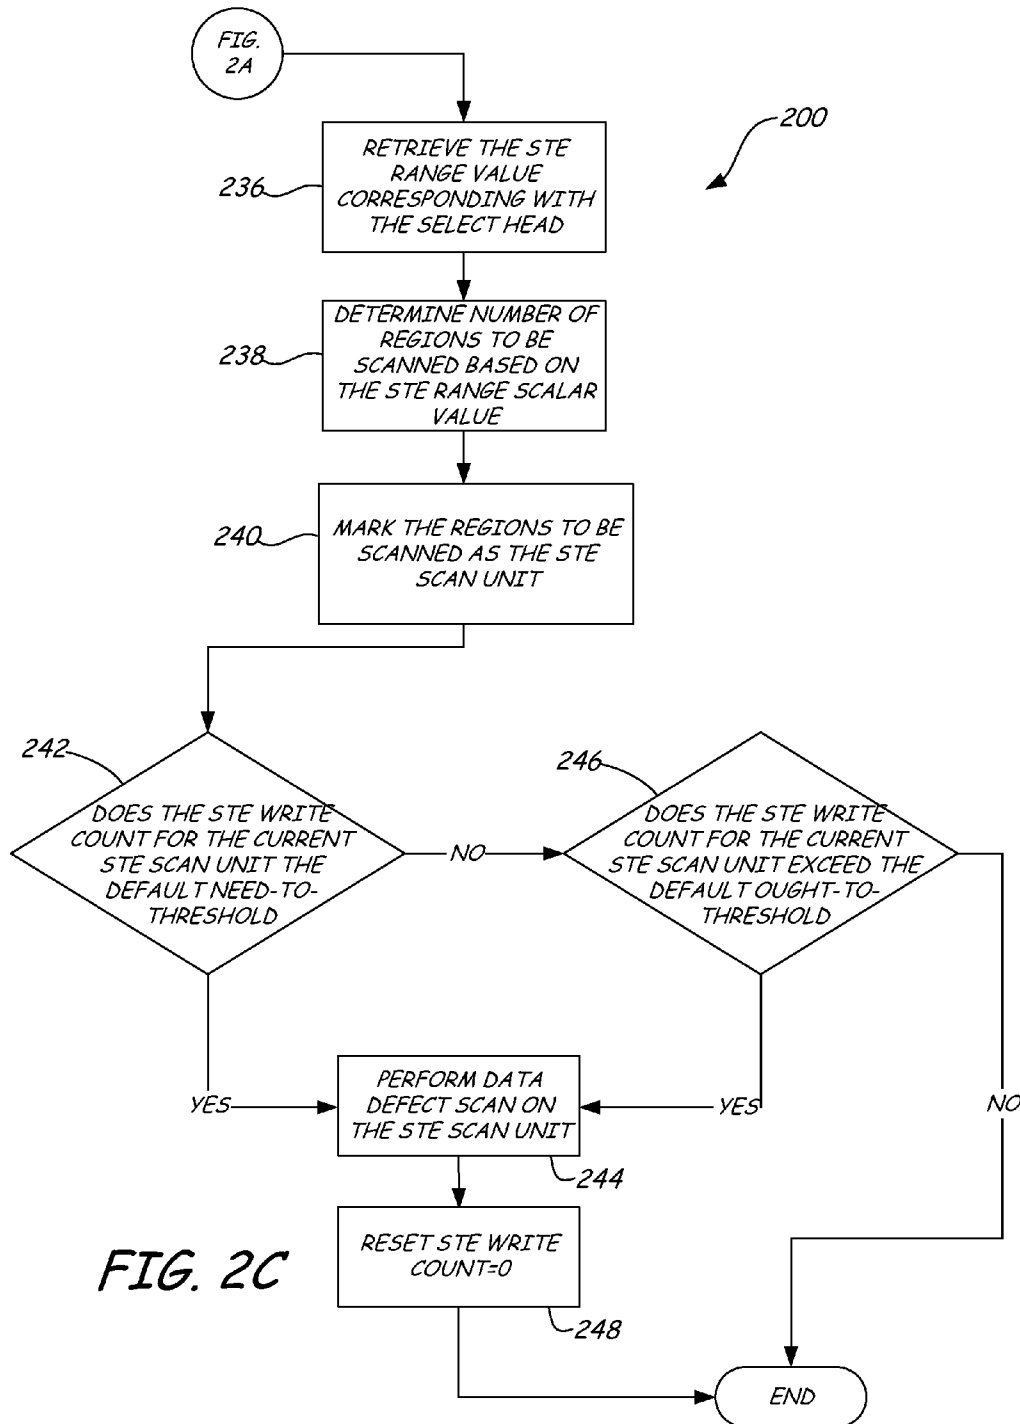 FIG.
2A
200
RETRIEVE THE STE
RANGE VALUE
CORRESPONDING WITH
THE SELECT HEAD
236
DETERMINE NUMBER OF
REGIONS TO BE
SCANNED BASED ON
THE STE RANGE SCALAR
VALUE
238
MARK THE REGIONS TO BE
SCANNED AS THE STE
SCAN UNIT
240
242
DOES THE STE WRITE
COUNT FOR THE CURRENT
STE SCAN UNIT THE
DEFAULT NEED-TO-
THRESHOLD
NO
246
DOES THE STE WRITE
COUNT FOR THE CURRENT
STE SCAN UNIT EXCEED THE
DEFAULT OUGHT-TO-
THRESHOLD
YES
PERFORM DATA
DEFECT SCAN ON
THE STE SCAN UNIT
YES
NO
244
RESET STE WRITE
COUNT=0
248
FIG. 2C
END